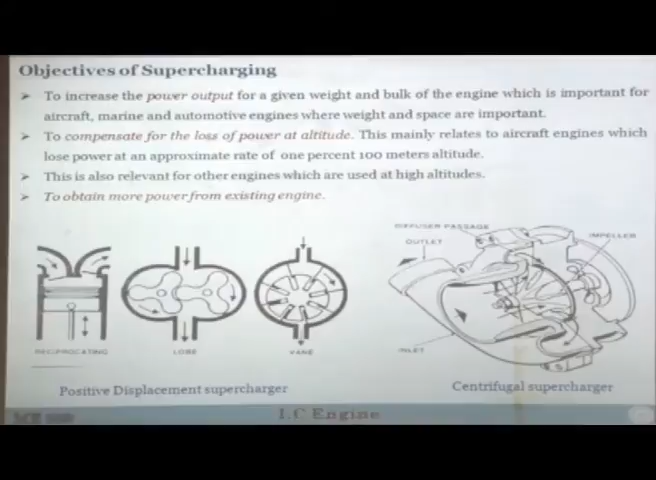 Objectives of Supercharging
➢ To increase the power output for a given weight and bulk of the engine which is important for
aircraft, marine and automotive engines where weight and space are important.
➢ To compensate for the loss of power at altitude. This mainly relates to aircraft engines which
lose power at an approximate rate of one percent 100 meters altitude.
➢ This is also relevant for other engines which are used at high altitudes.
➢ To obtain more power from existing engine.
DIFFUSER PASSAGE
OUTLET
IMPELLER
RECIPROCATING
LOBE
VANE
INLET
Positive Displacement supercharger
Centrifugal supercharger
I.C Engine